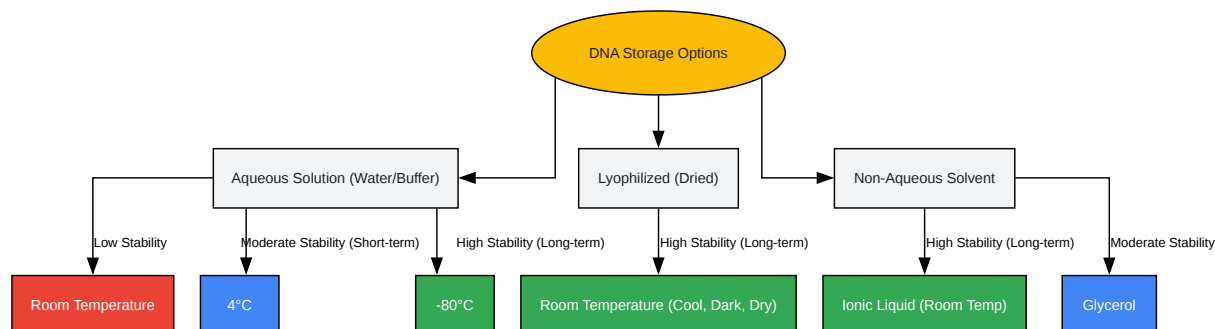 DNA Storage Options
Aqueous Solution (Water/Buffer)
Lyophilized (Dried)
Non-Aqueous Solvent
Low Stability
Moderate Stability (Short-term)
High Stability (Long-term)
High Stability (Long-term)
High Stability (Long-term)
Moderate Stability
Room Temperature
4°C
-80°C
Room Temperature (Cool, Dark, Dry)
Ionic Liquid (Room Temp)
Glycerol